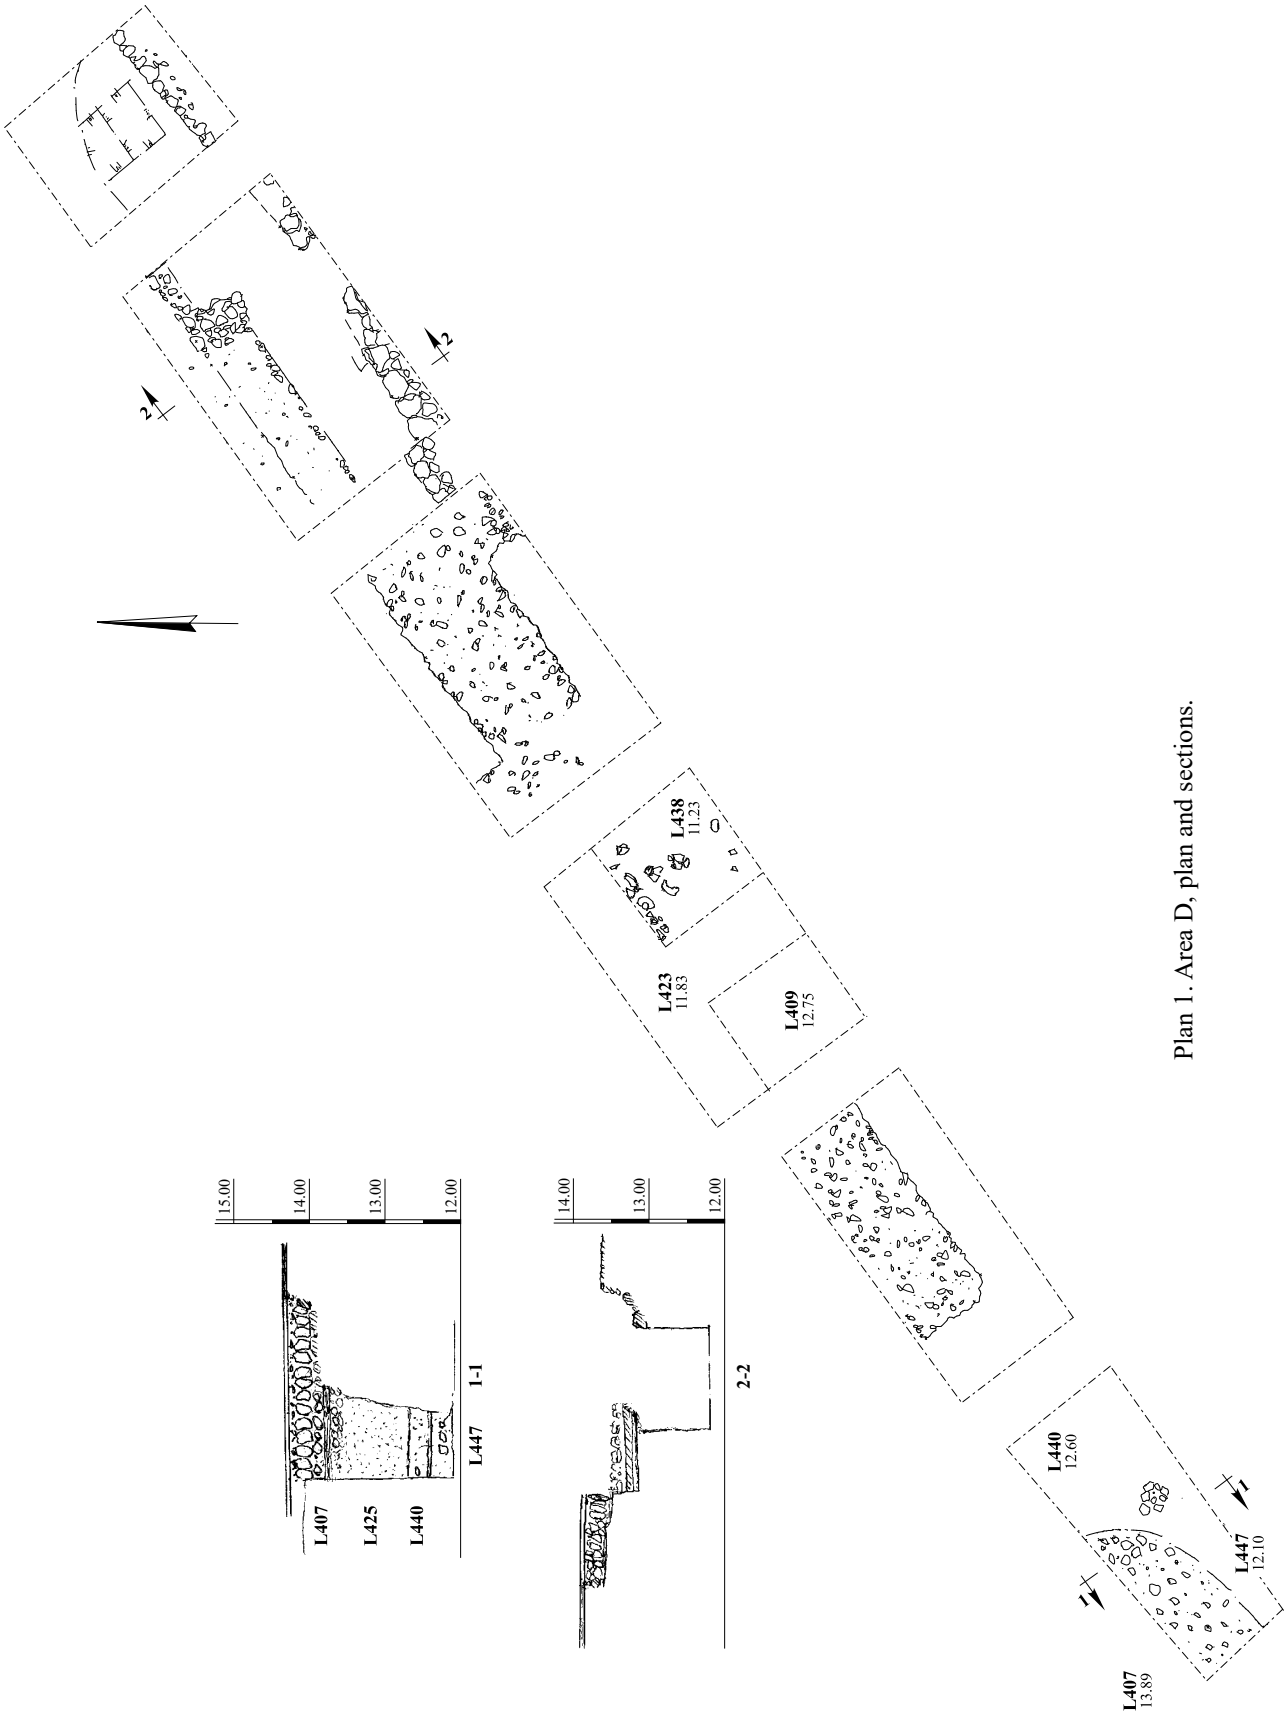 2
2
L438
11.23
L423
11.83
L409
12.75
15.00
14.00
13.00
12.00
1-1
L407
L425
L440
L447
14.00
13.00
12.00
2-2
L440
12.60
1
1
L447
12.10
L407
13.89
Plan 1. Area D, plan and sections.